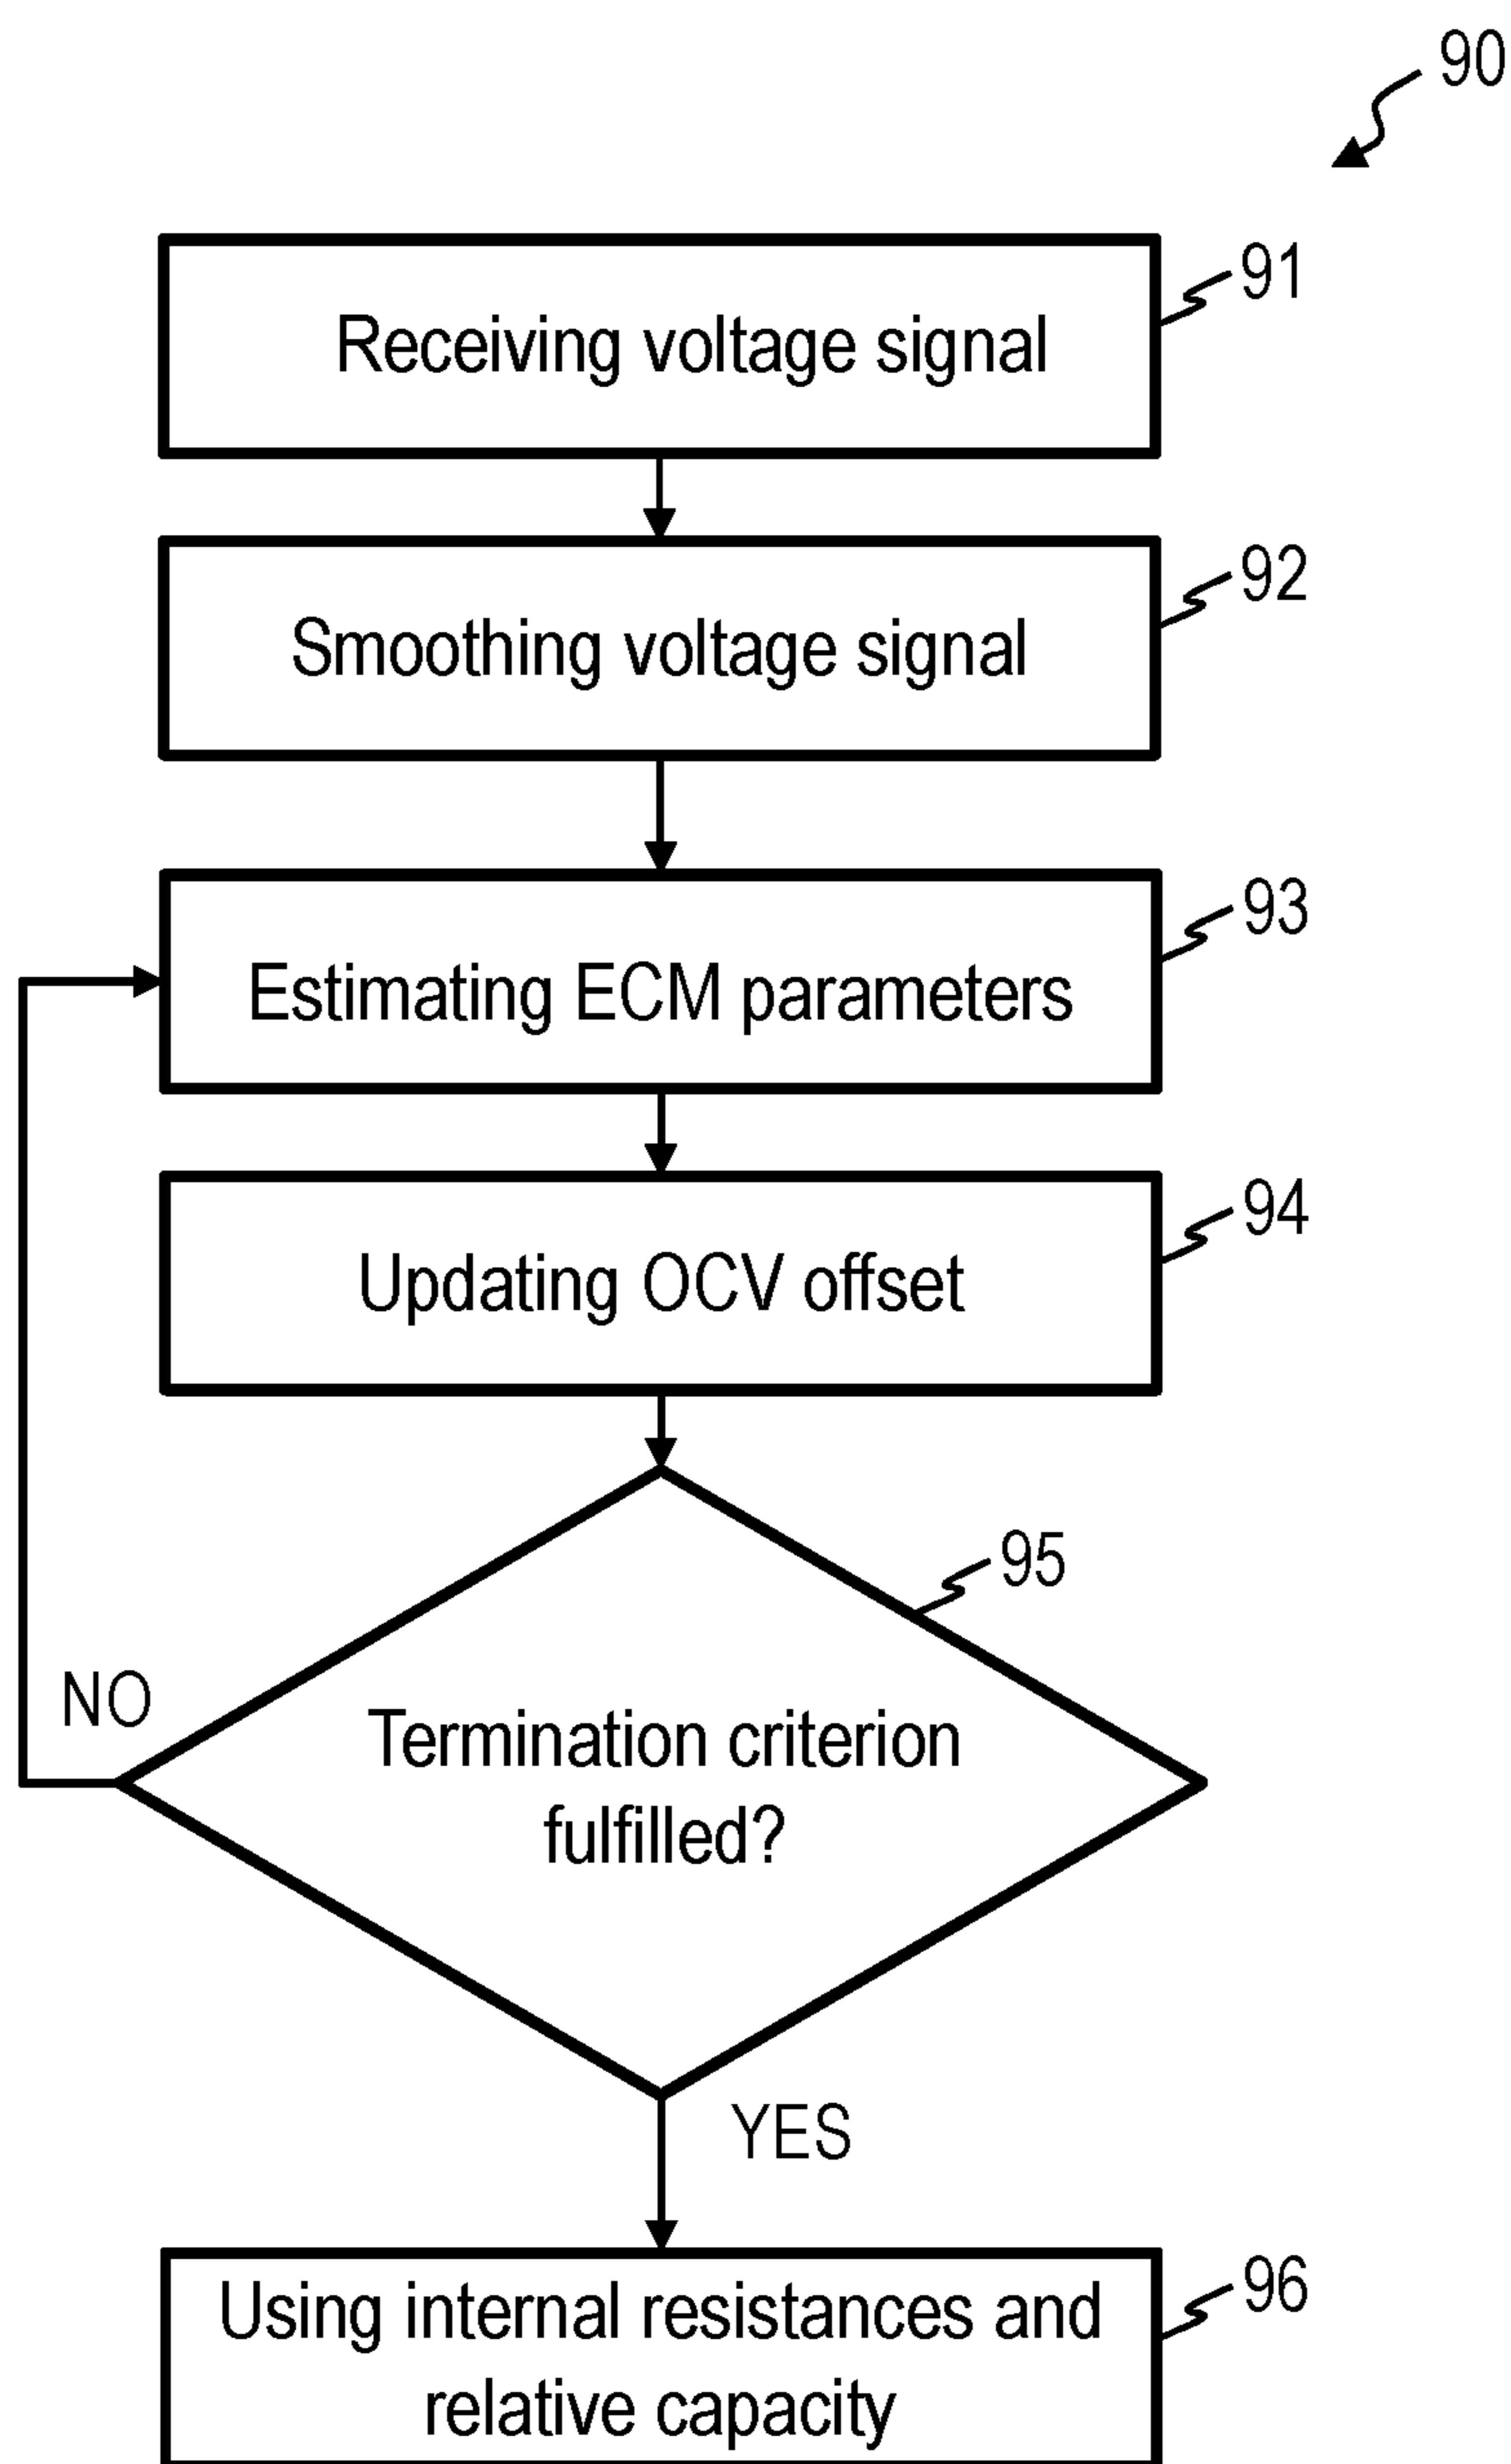 90
91
Receiving voltage signal
92
Smoothing voltage signal
93
Estimating ECM parameters
94
Updating OCV offset
95
NO
Termination criterion
fulfilled?
YES
96
Using internal resistances and
relative capacity